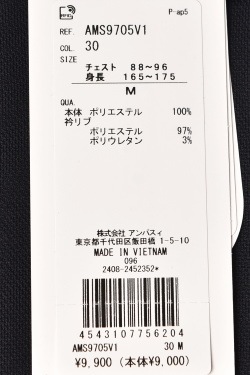 P-ap5
REF. AMS9705V1
COL. 30
SIZE
チェスト 88~96
身長 165~175
M
QUA.
本体 ポリエステル 100%
衿リブ
ポリエステル 97%
ポリウレタン 3%
株式会社 アンパスィ
東京都千代田区飯田橋 1-5-10
MADE IN VIETNAM
096
2408-2452352*
4543107756204
AMS9705V1 30 M
¥9,900 (本体¥9,000)